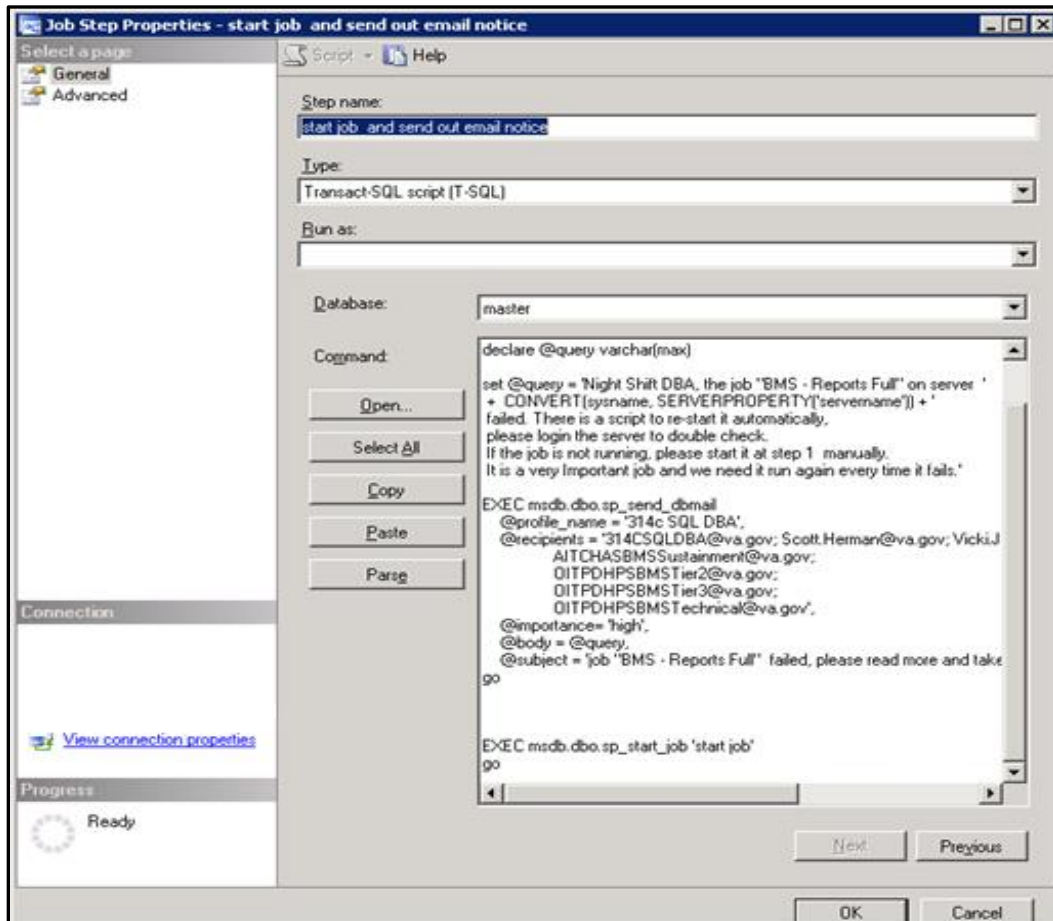 Job Step Properties - start job  and send out email notice
Select a page
General
Advanced
Script
Help
Step name:
start job  and send out email notice
Type:
Transact-SQL script (T-SQL)
Run as:
Database:
master
Command:
Open...
Select All
Copy
Paste
Parse
declare @query varchar(max)
set @query = 'Night Shift DBA, the job "BMS - Reports Full" on server  '
+  CONVERT(sysname, SERVERPROPERTY('servername')) + '
failed. There is a script to re-start it automatically,
please login the server to double check.
If the job is not running, please start it at step 1  manually.
It is a very Important job and we need it run again every time it fails.'
EXEC msdb.dbo.sp_send_dbmail
@profile_name = '314c SQL DBA',
@recipients = '314CSQLDBA@va.gov; Scott.Herman@va.gov; Vicki.J
AITCHASBMSSustainment@va.gov;
OITPDHPSBMSTier2@va.gov;
OITPDHPSBMSTier3@va.gov;
OITPDHPSBMSTechnical@va.gov',
@importance= 'high',
@body = @query,
@subject = 'job "BMS - Reports Full"  failed, please read more and take
go
EXEC msdb.dbo.sp_start_job 'start job'
go
Connection
View connection properties
Progress
Ready
Next
Previous
OK
Cancel